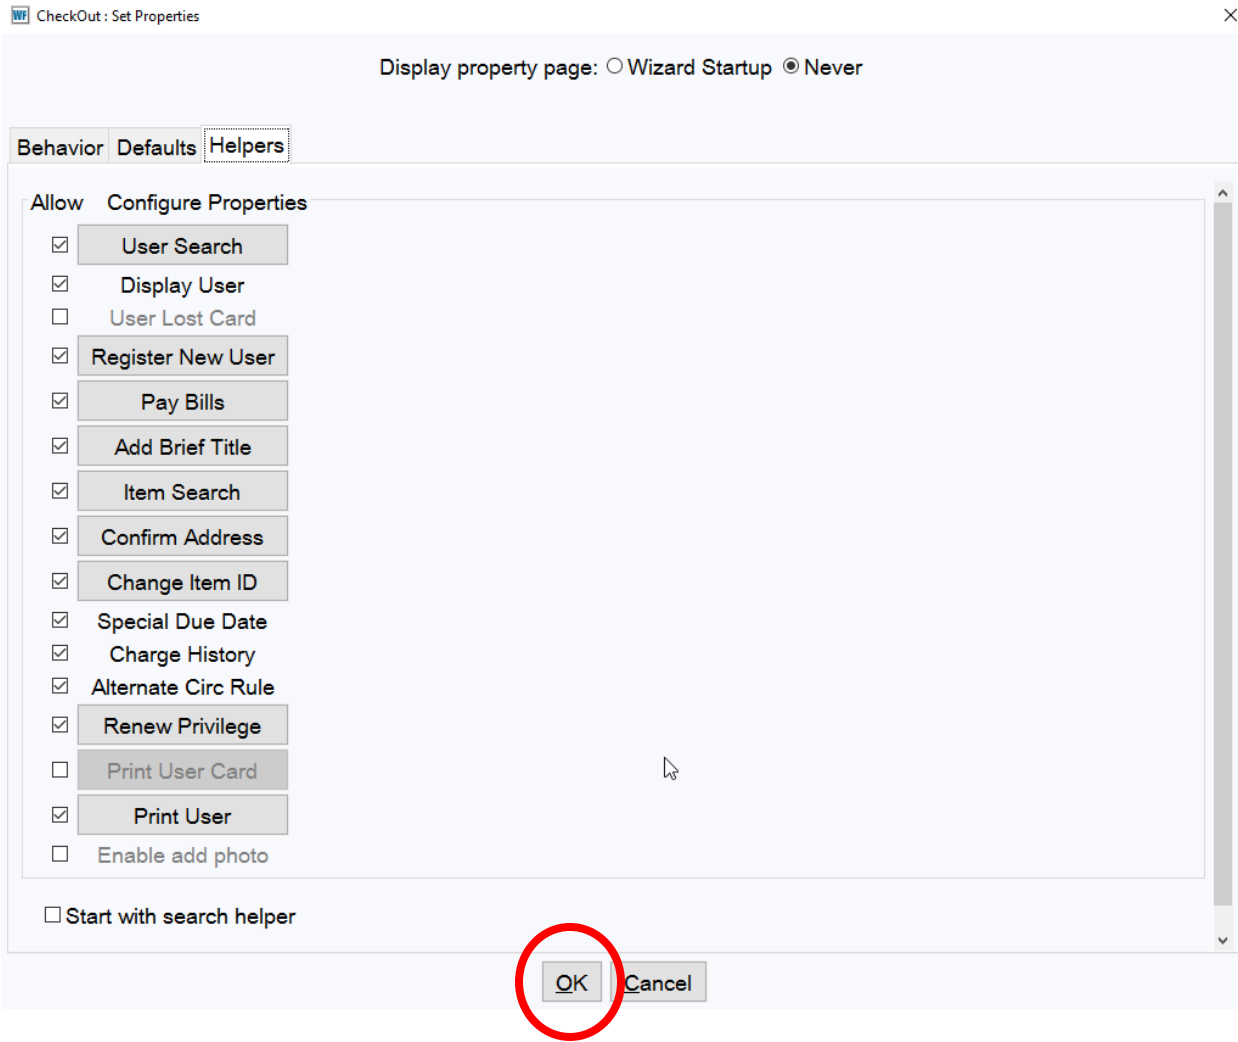 WF CheckOut : Set Properties
Display property page: Wizard Startup Never
Behavior Defaults Helpers
Allow Configure Properties
User Search
Display User
User Lost Card
Register New User
Pay Bills
Add Brief Title
Item Search
Confirm Address
Change Item ID
Special Due Date
Charge History
Alternate Circ Rule
Renew Privilege
Print User Card
Print User
Enable add photo
Start with search helper
OK Cancel